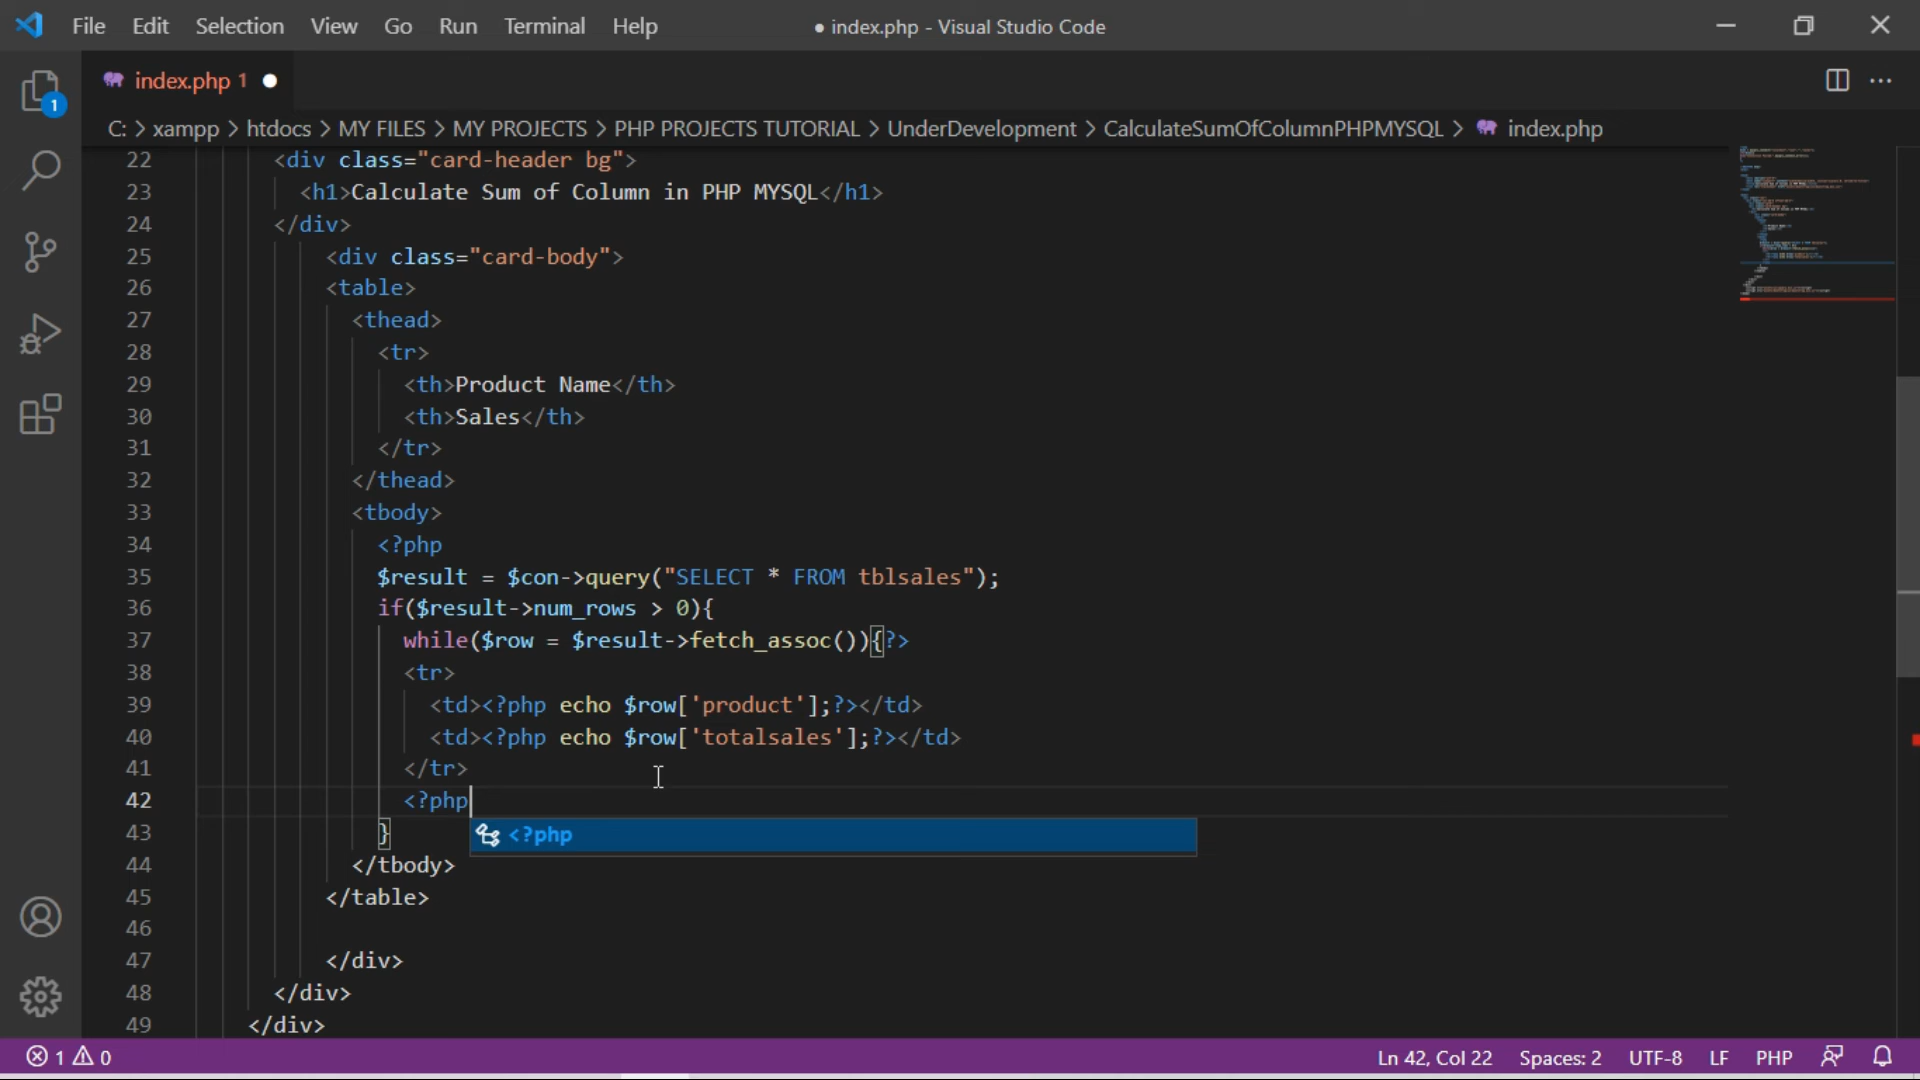 File Edit Selection View Go Run Terminal Help ● index.php - Visual Studio Code
index.php 1 ●
C: > xampp > htdocs > MY FILES > MY PROJECTS > PHP PROJECTS TUTORIAL > UnderDevelopment > CalculateSumOfColumnPHPMYSQL > index.php
22 <div class="card-header bg">
23 <h1>Calculate Sum of Column in PHP MYSQL</h1>
24 </div>
25 <div class="card-body">
26 <table>
27 <thead>
28 <tr>
29 <th>Product Name</th>
30 <th>Sales</th>
31 </tr>
32 </thead>
33 <tbody>
34 <?php
35 $result = $con->query("SELECT * FROM tblsales");
36 if($result->num_rows > 0){
37 while($row = $result->fetch_assoc()){?>
38 <tr>
39 <td><?php echo $row['product'];?></td>
40 <td><?php echo $row['totalsales'];?></td>
41 </tr>
42 <?php
43 } <?php
44 </tbody>
45 </table>
46
47 </div>
48 </div>
49 </div>
1
1 0 Ln 42, Col 22 Spaces: 2 UTF-8 LF PHP